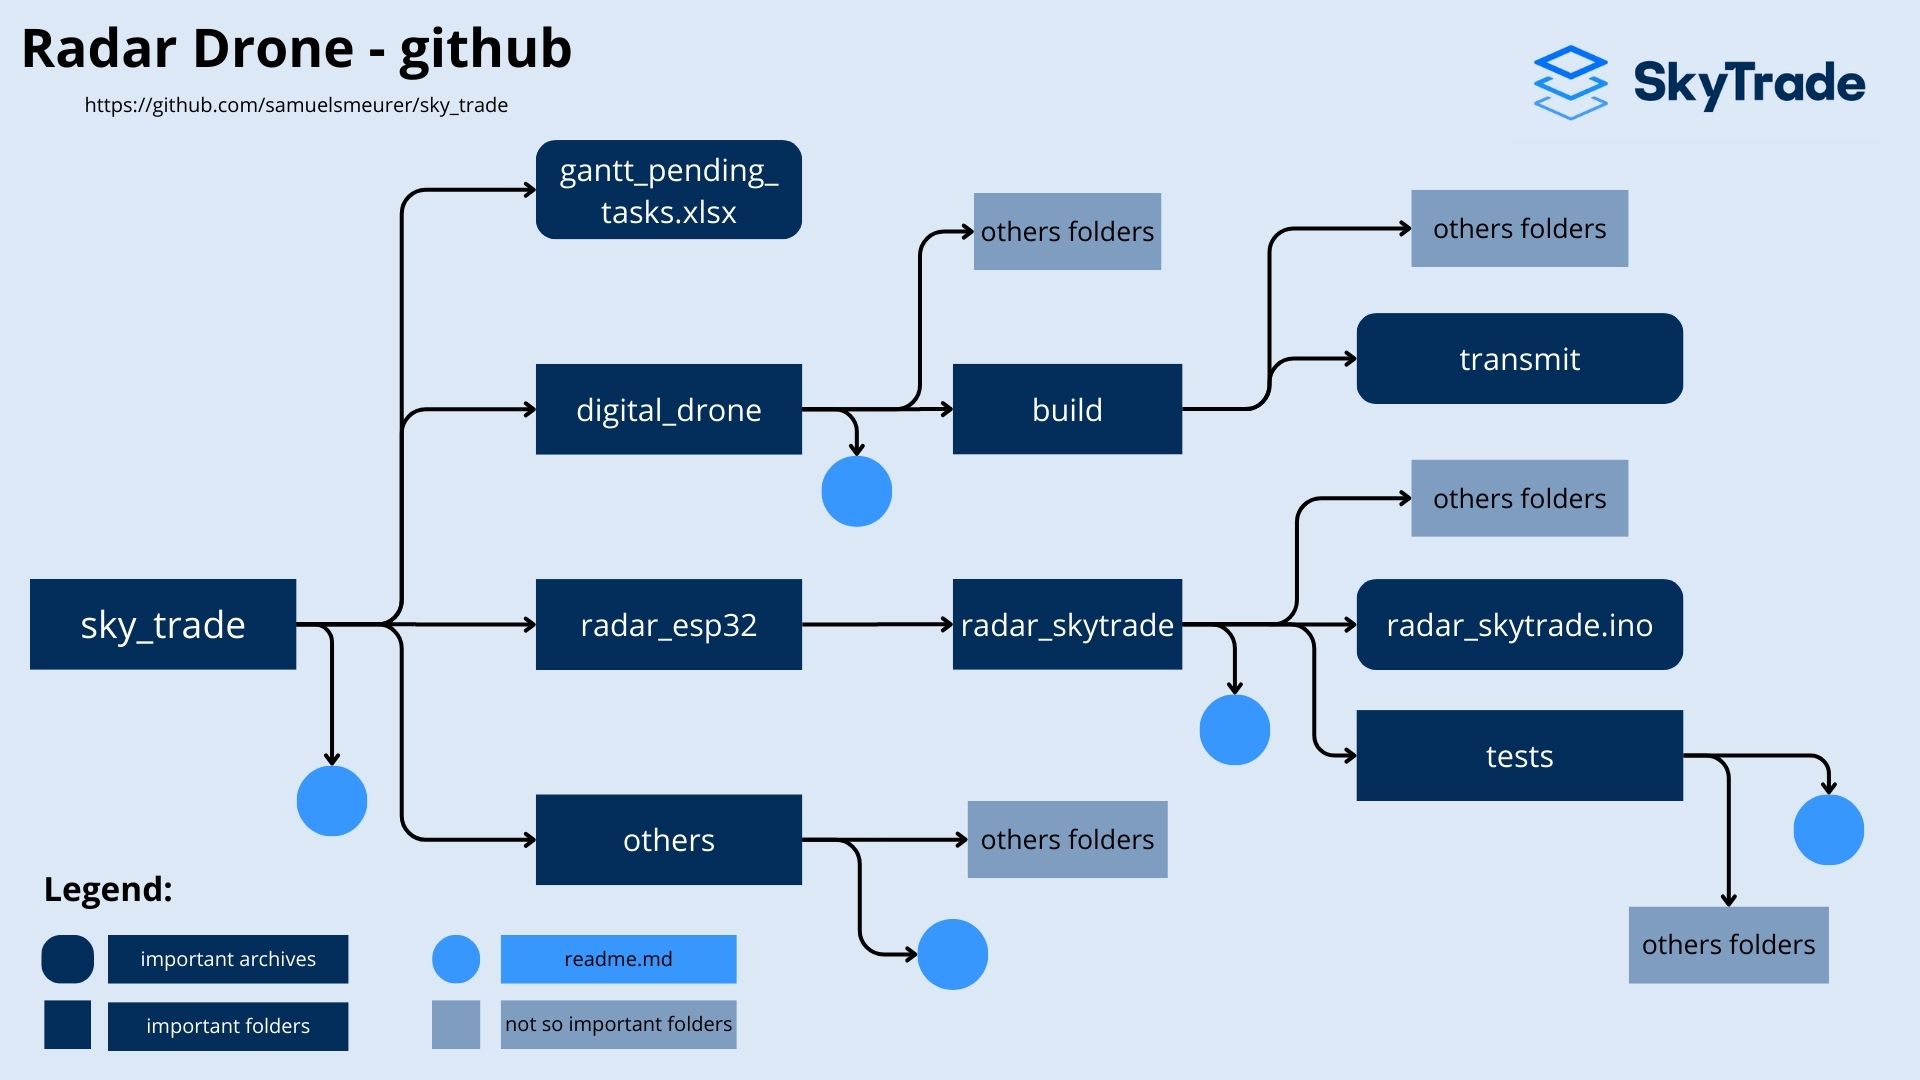 Radar Drone - github
https://github.com/samuelsmeurer/sky_trade
SkyTrade
gantt_pending_
tasks.xlsx
others folders
others folders
transmit
digital_drone
build
others folders
sky_trade
radar_esp32
radar_skytrade
radar_skytrade.ino
tests
others
others folders
others folders
Legend:
important archives
readme.md
important folders
not so important folders